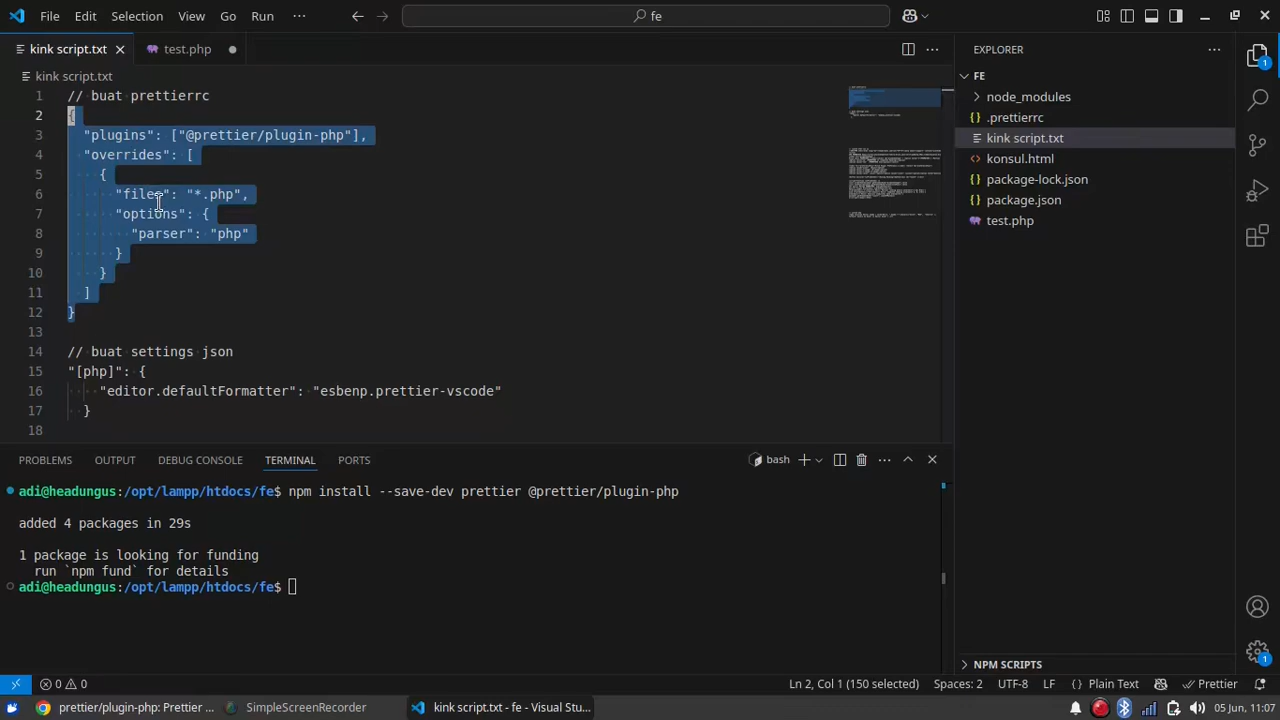 File Edit Selection View Go Run ··· fe
kink script.txt test.php
kink script.txt
1 // buat prettierrc
2 {
3 "plugins": ["@prettier/plugin-php"],
4 "overrides": [
5 {
6 "files": "*.php",
7 "options": {
8 "parser": "php"
9 }
10 }
11 ]
12 }
13
14 // buat settings json
15 "[php]": {
16 "editor.defaultFormatter": "esbenp.prettier-vscode"
17 }
18
EXPLORER
FE
node_modules
.prettierrc
kink script.txt
konsul.html
package-lock.json
package.json
test.php
NPM SCRIPTS
PROBLEMS OUTPUT DEBUG CONSOLE TERMINAL PORTS bash
adi@headungus:/opt/lampp/htdocs/fe$ npm install --save-dev prettier @prettier/plugin-php
added 4 packages in 29s
1 package is looking for funding
run `npm fund` for details
adi@headungus:/opt/lampp/htdocs/fe$
0 0 Ln 2, Col 1 (150 selected) Spaces: 2 UTF-8 LF Plain Text Prettier
prettier/plugin-php: Prettier ... SimpleScreenRecorder kink script.txt - fe - Visual Stu... 05 Jun, 11:07